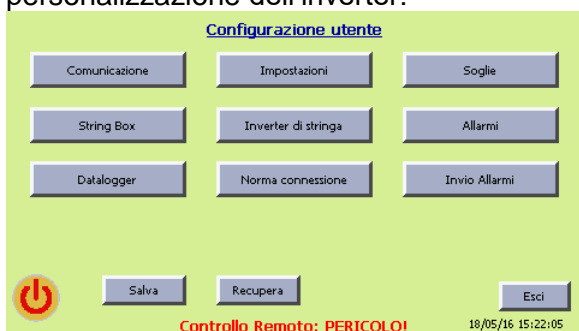 personalizzazione dell'inverter.
Configurazione utente
Comunicazione Impostazioni Soglie
String Box Inverter di stringa Allarmi
Datalogger Norma connessione Invio Allarmi
Salva Recupera Esci
Controllo Remoto: PERICOLO! 18/05/16 15:22:05